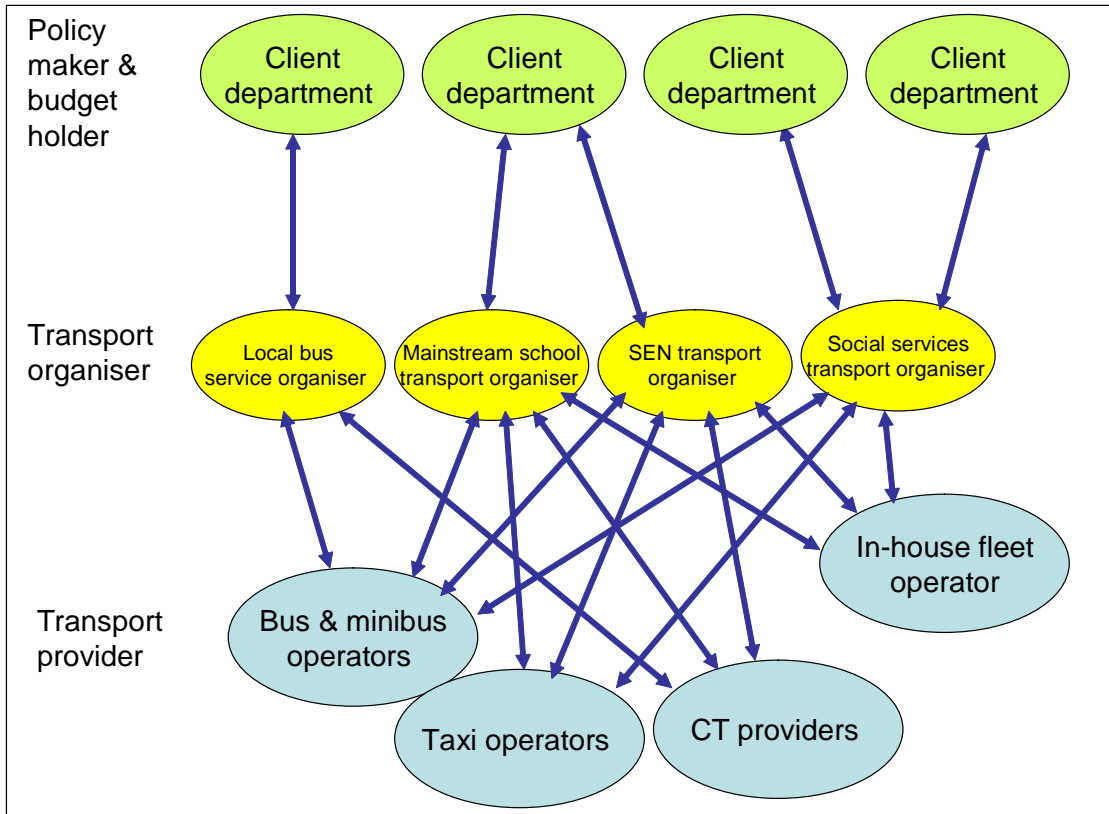 Policy
maker &
budget
holder
Client
department
Client
department
Client
department
Client
department
Transport
organiser
Local bus
service organiser
Mainstream school
transport organiser
SEN transport
organiser
Social services
transport organiser
Transport
provider
Bus & minibus
operators
Taxi operators
CT providers
In-house fleet
operator